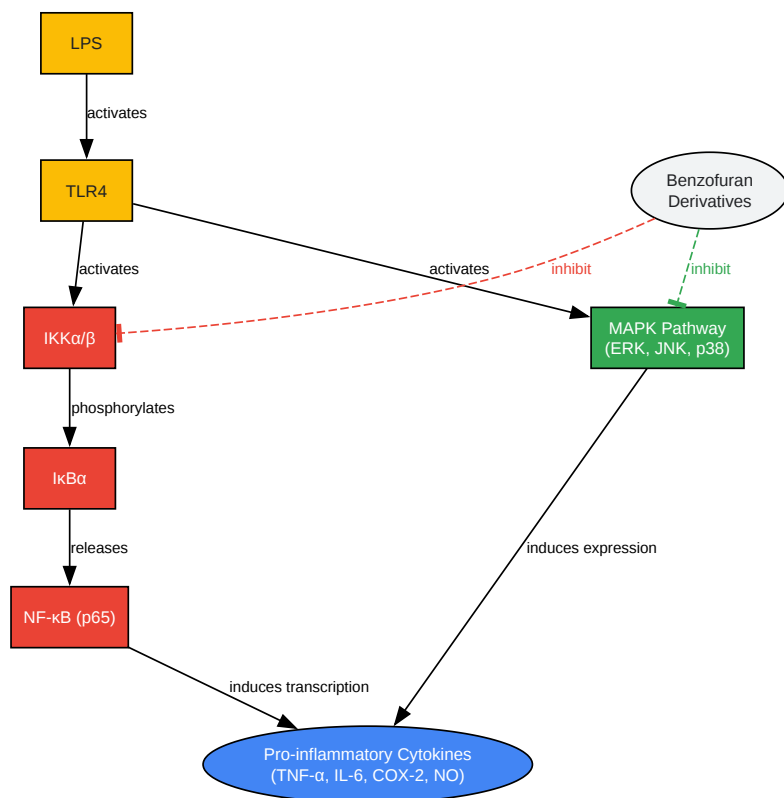 LPS
activates
TLR4
Benzofuran
Derivatives
activates
activates
inhibit
inhibit
IKKα/β
MAPK Pathway
(ERK, JNK, p38)
phosphorylates
IκBα
releases
induces expression
NF-κB (p65)
induces transcription
Pro-inflammatory Cytokines
(TNF-α, IL-6, COX-2, NO)